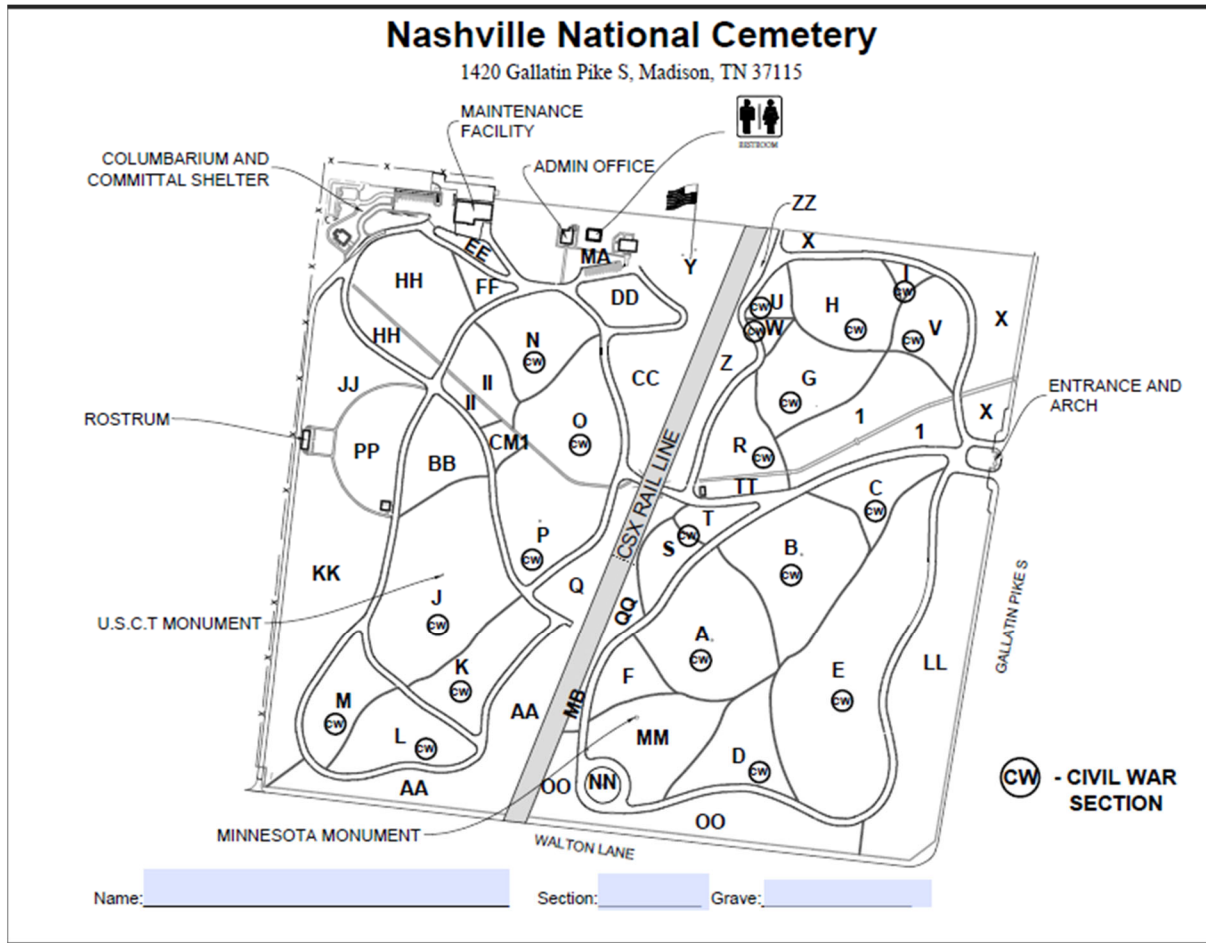 Nashville National Cemetery
1420 Gallatin Pike S, Madison, TN 37115
MAINTENANCE
FACILITY
RESTROOM
COLUMBARIUM AND
COMMITTAL SHELTER
ADMIN OFFICE
ZZ
X
EE
MA
Y
HH
FF
DD
I
CW
U
CW
H
CW
X
HH
N
CW
W
CW
V
CW
JJ
II
CC
Z
G
CW
ENTRANCE AND
ARCH
II
X
ROSTRUM
O
CW
1
1
PP
BB
CM1
R
CW
TT
C
CW
CSX RAIL LINE
T
S
CW
P
CW
B.
CW
KK
Q
J
CW
QQ
U.S.C.T MONUMENT
GALLATIN PIKE S
A.
CW
K
CW
F
E
CW
LL
M
CW
AA
MB
L
CW
MM
D
CW
NN
AA
OO
CW - CIVIL WAR
SECTION
OO
MINNESOTA MONUMENT
WALTON LANE
Name: Section: Grave: